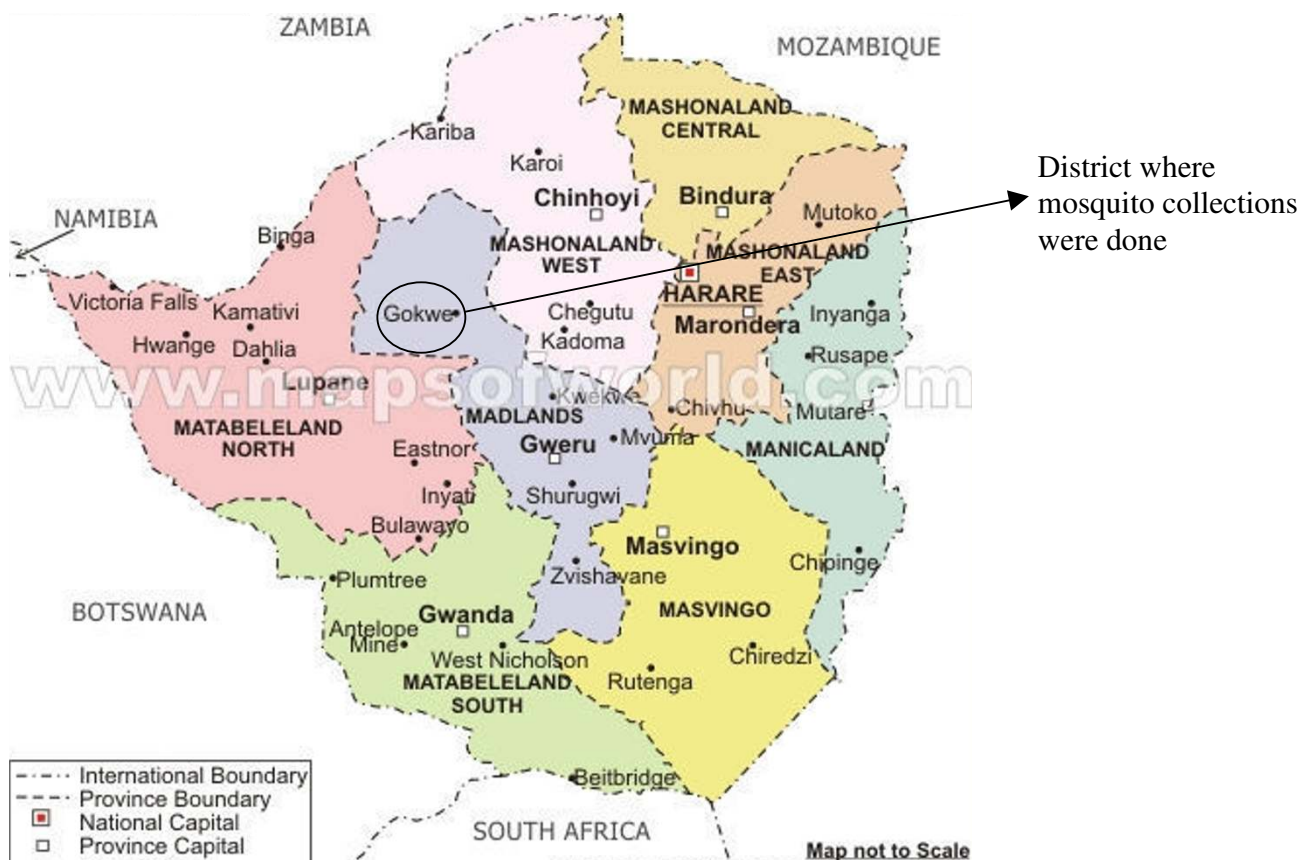 ZAMBIA
MOZAMBIQUE
MASHONALAND
CENTRAL
Kariba
Karoi
District where
mosquito collections
were done
Chinhoyi
Bindura
NAMIBIA
Mutoko
Binga
MASHONALAND
WEST
MASHONALAND
EAST
Victoria Falls
Kamativi
Gokwe
Chegutu
HARARE
Inyanga
Hwange
Dahlia
Kadoma
Marondera
Rusape
www.mapsofworld.com
Lupane
Kwekwe
Chivhu
Mutare
MATABELELAND
NORTH
MADLANDS
Mvuma
Gweru
MANICALAND
Eastnor
Inyati
Shurugwi
Bulawayo
Masvingo
Chipinge
Plumtree
Zvishavane
BOTSWANA
Gwanda
MASVINGO
Antelope
Mine
West Nicholson
Chiredzi
MATABELELAND
SOUTH
Rutenga
International Boundary
Province Boundary
National Capital
Province Capital
Beitbridge
SOUTH AFRICA
Map not to Scale